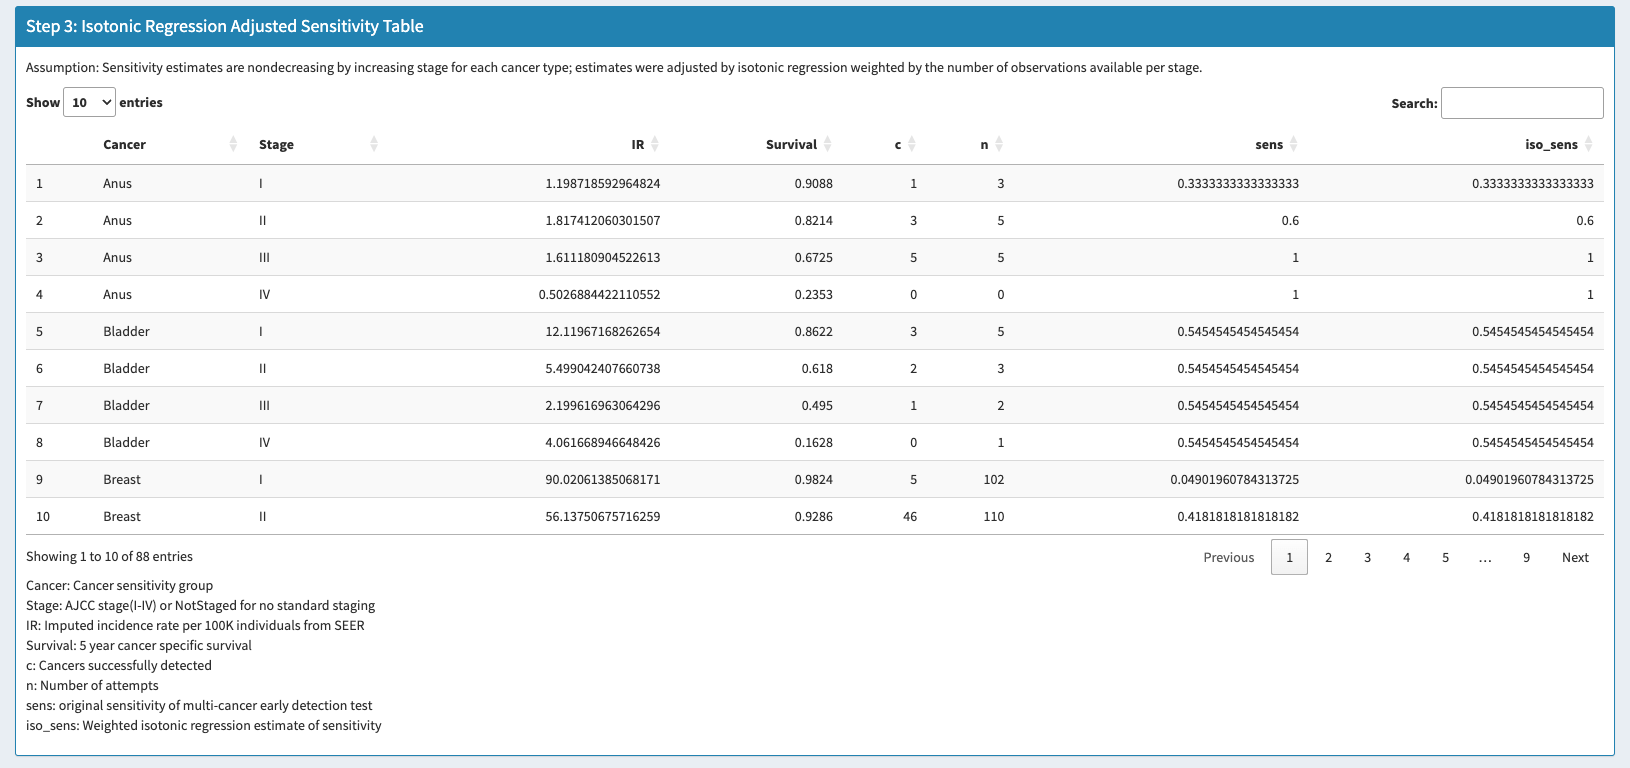 Step 3: Isotonic Regression Adjusted Sensitivity Table
Assumption: Sensitivity estimates are nondecreasing by increasing stage for each cancer type; estimates were adjusted by isotonic regression weighted by the number of observations available per stage.
Show 10 entries Search:
Cancer Stage IR Survival c n sens iso_sens
1 Anus I 1.198718592964824 0.9088 1 3 0.3333333333333333 0.3333333333333333
2 Anus II 1.817412060301507 0.8214 3 5 0.6 0.6
3 Anus III 1.611180904522613 0.6725 5 5 1 1
4 Anus IV 0.5026884422110552 0.2353 0 0 1 1
5 Bladder I 12.11967168262654 0.8622 3 5 0.5454545454545454 0.5454545454545454
6 Bladder II 5.499042407660738 0.618 2 3 0.5454545454545454 0.5454545454545454
7 Bladder III 2.199616963064296 0.495 1 2 0.5454545454545454 0.5454545454545454
8 Bladder IV 4.061668946648426 0.1628 0 1 0.5454545454545454 0.5454545454545454
9 Breast I 90.02061385068171 0.9824 5 102 0.04901960784313725 0.04901960784313725
10 Breast II 56.13750675716259 0.9286 46 110 0.4181818181818182 0.4181818181818182
Showing 1 to 10 of 88 entries Previous 1 2 3 4 5 … 9 Next
Cancer: Cancer sensitivity group
Stage: AJCC stage(I-IV) or NotStaged for no standard staging
IR: Imputed incidence rate per 100K individuals from SEER
Survival: 5 year cancer specific survival
c: Cancers successfully detected
n: Number of attempts
sens: original sensitivity of multi-cancer early detection test
iso_sens: Weighted isotonic regression estimate of sensitivity